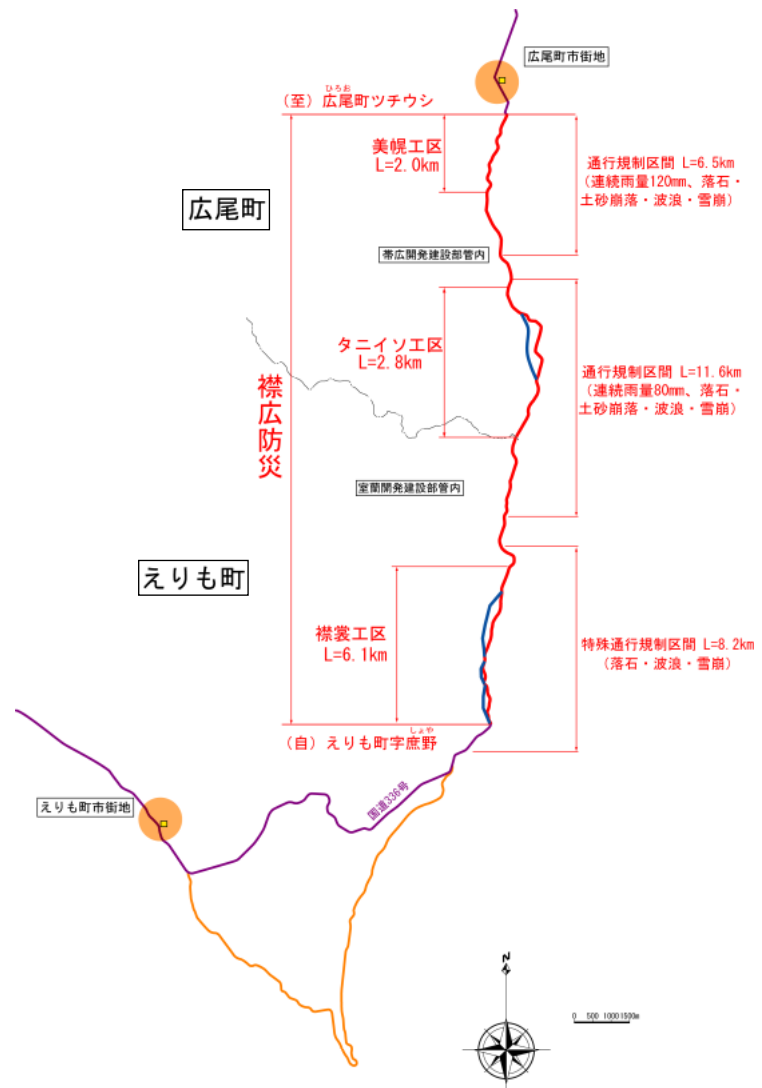 広尾町市街地
ひろお
(至)広尾町ツチウシ
美幌工区
L=2.0km
通行規制区間 L=6.5km
(連続雨量120mm、落石・
土砂崩落・波浪・雪崩)
広尾町
帯広開発建設部管内
タニイソ工区
L=2.8km
通行規制区間 L=11.6km
(連続雨量80mm、落石・
土砂崩落・波浪・雪崩)
襟広防災
室蘭開発建設部管内
えりも町
襟裳工区
L=6.1km
特殊通行規制区間 L=8.2km
(落石・波浪・雪崩)
しょや
(自)えりも町字庶野
国道336号
えりも町市街地
N
0 500 1000 1500m